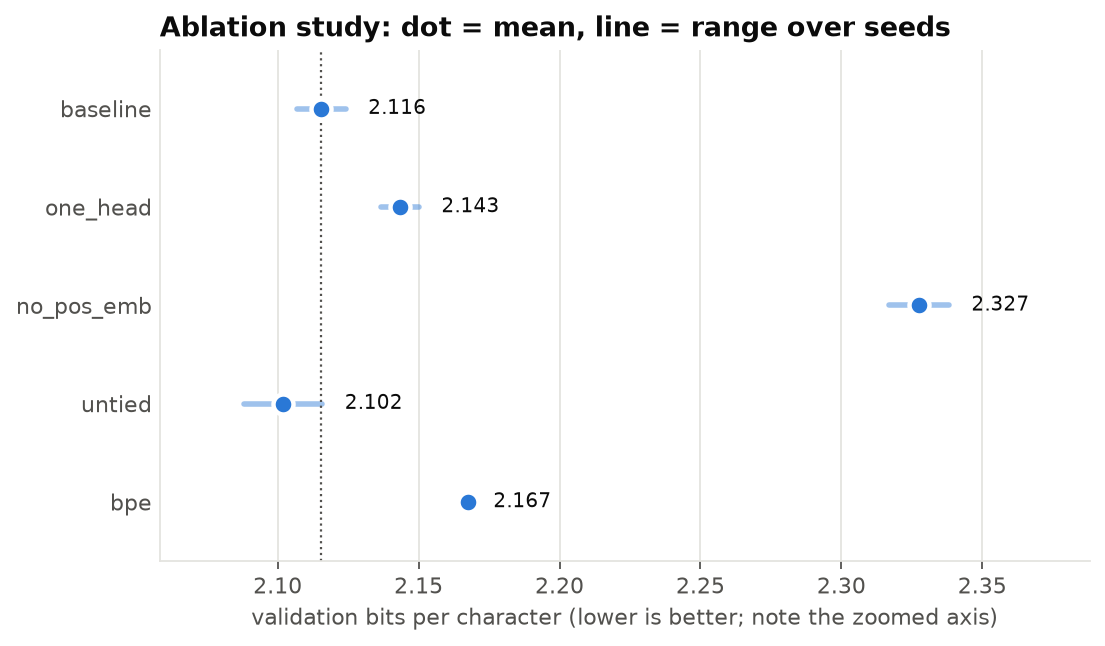 Ablation study: dot = mean, line = range over seeds
baseline
2.116
one_head
2.143
no_pos_emb
2.327
untied
2.102
bpe
2.167
2.10 2.15 2.20 2.25 2.30 2.35
validation bits per character (lower is better; note the zoomed axis)